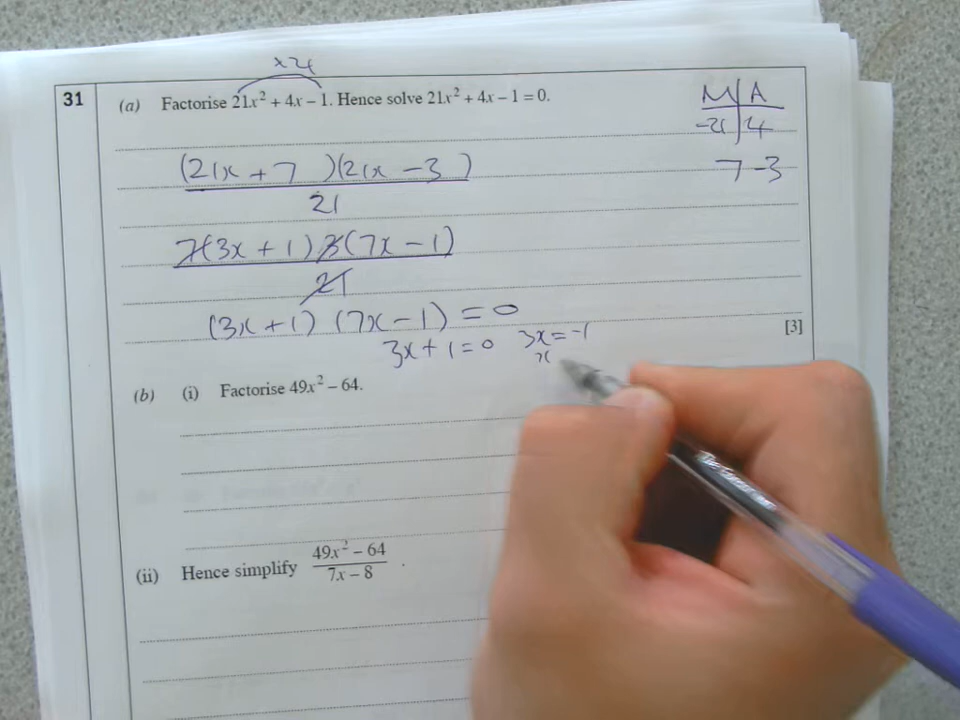 ×21
31 (a) Factorise 21x² + 4x − 1. Hence solve 21x² + 4x − 1 = 0.
M | A
−21 | 4
7 −3
(21x + 7 )(21x − 3 )
21
7(3x + 1) 3(7x − 1)
21
(3x + 1) (7x − 1) = 0
[3]
3x + 1 = 0 3x = −1
x
(b) (i) Factorise 49x² − 64.
(ii) Hence simplify 49x² − 64 / 7x − 8 .